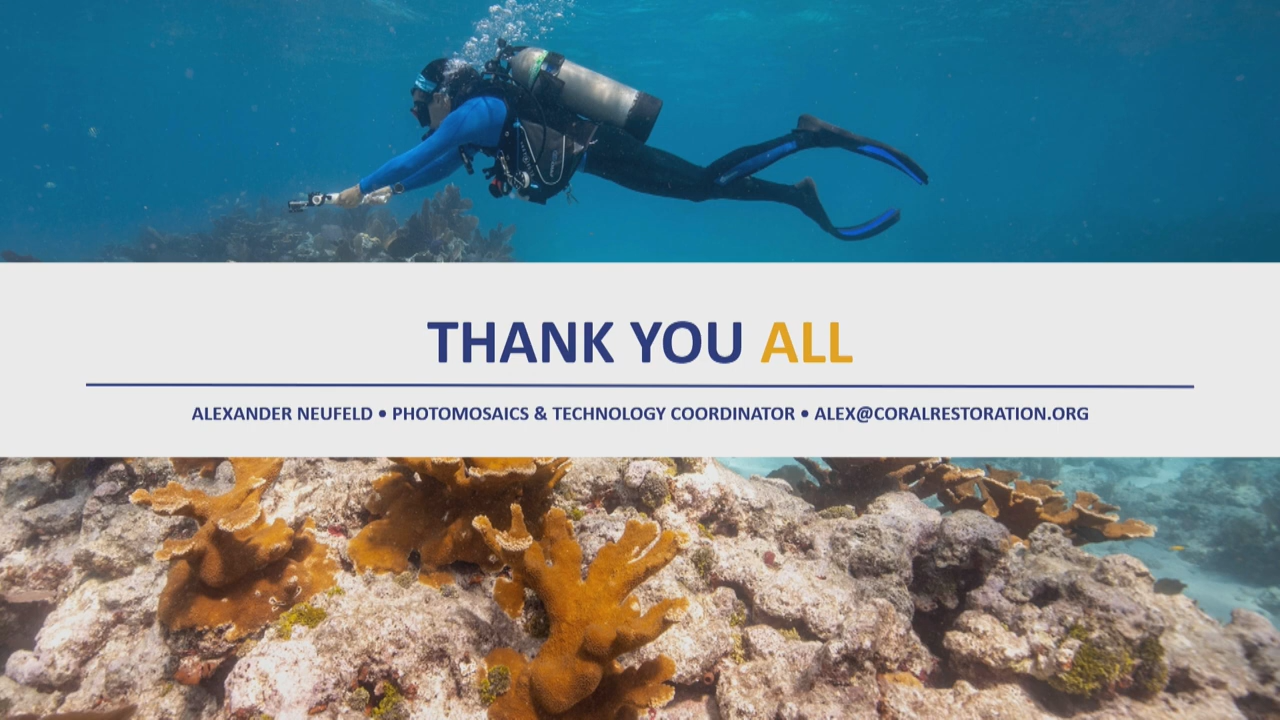 THANK YOU ALL
ALEXANDER NEUFELD • PHOTOMOSAICS & TECHNOLOGY COORDINATOR • ALEX@CORALRESTORATION.ORG